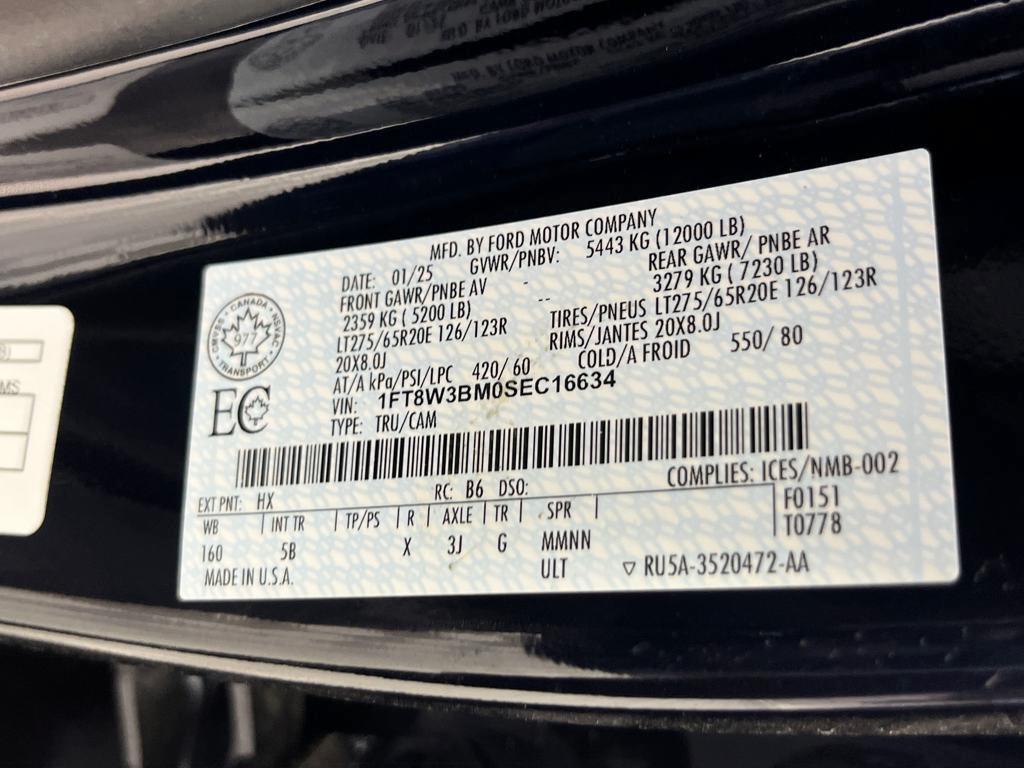 MFD. BY FORD MOTOR COMPANY
DATE: 01/25 GVWR/PNBV: 5443 KG (12000 LB)
FRONT GAWR/PNBE AV - REAR GAWR/ PNBE AR
2359 KG ( 5200 LB) -- 3279 KG ( 7230 LB)
LT275/65R20E 126/123R TIRES/PNEUS LT275/65R20E 126/123R
20X8.0J RIMS/JANTES 20X8.0J
AT/A kPa/PSI/LPC 420/ 60 COLD/A FROID 550/ 80
VIN: 1FT8W3BM0SEC16634
TYPE: TRU/CAM
CANADA
977
TRANSPORT
EC
COMPLIES: ICES/NMB-002
EXT PNT: HX RC: B6 DSO: F0151
WB INT TR TP/PS R AXLE TR SPR T0778
160 5B X 3J G MMNN
MADE IN U.S.A. ULT RU5A-3520472-AA
MS